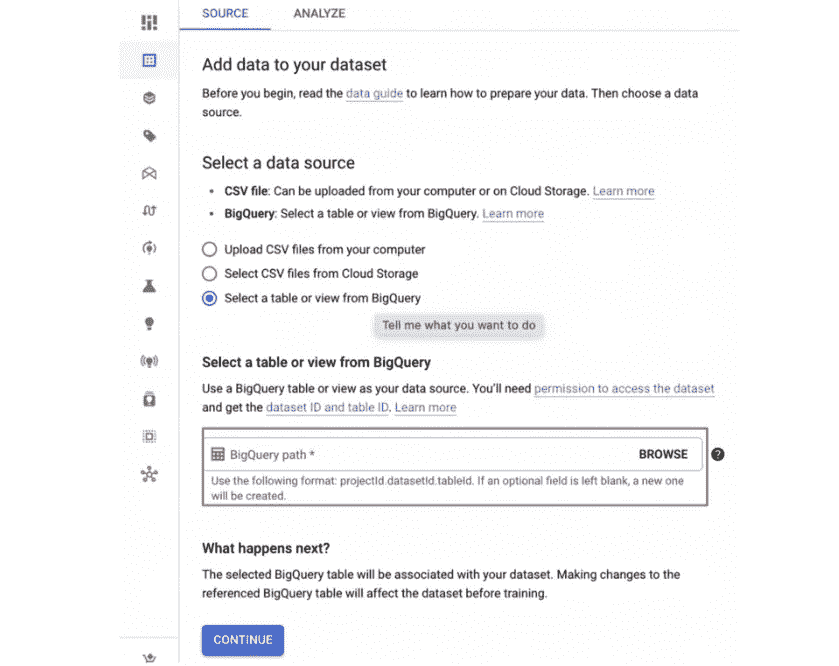 SOURCE ANALYZE
Add data to your dataset
Before you begin, read the data guide to learn how to prepare your data. Then choose a data
source.
Select a data source
• CSV file: Can be uploaded from your computer or on Cloud Storage. Learn more
• BigQuery: Select a table or view from BigQuery. Learn more
Upload CSV files from your computer
Select CSV files from Cloud Storage
Select a table or view from BigQuery
Tell me what you want to do
Select a table or view from BigQuery
Use a BigQuery table or view as your data source. You'll need permission to access the dataset
and get the dataset ID and table ID. Learn more
BigQuery path * BROWSE ?
Use the following format: projectId.datasetId.tableId. If an optional field is left blank, a new one
will be created.
What happens next?
The selected BigQuery table will be associated with your dataset. Making changes to the
referenced BigQuery table will affect the dataset before training.
CONTINUE